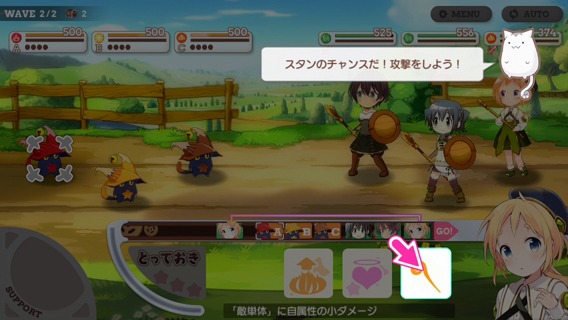 WAVE 2/2 2
MENU
AUTO
500
500
500
A
B
C
525
556
374
スタンのチャンスだ！攻撃をしよう！
A
B
C
GO!
とっておき
SUPPORT
「敵単体」に自属性の小ダメージ